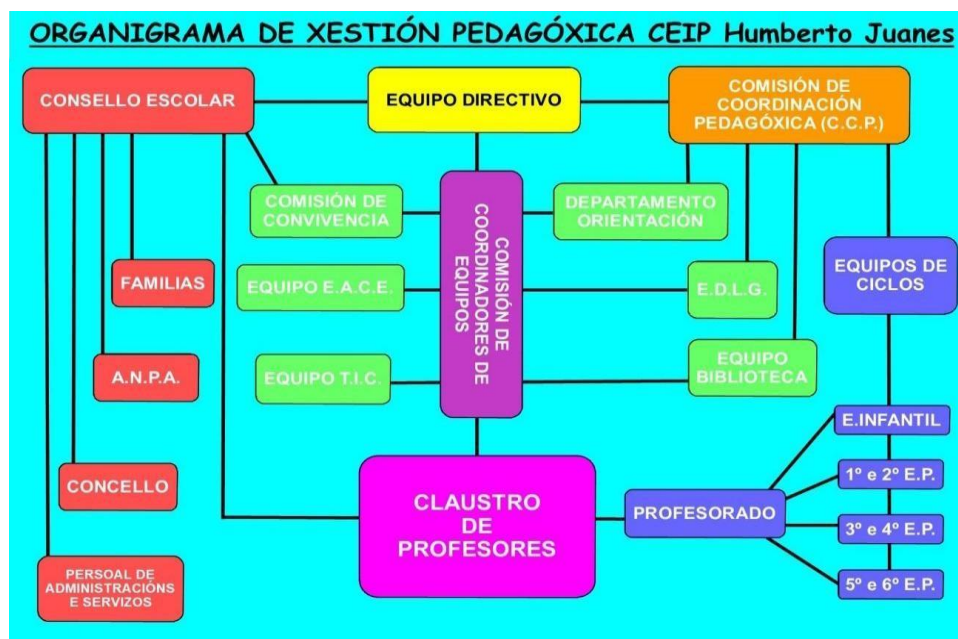 ORGANIGRAMA DE XESTIÓN PEDAGÓXICA CEIP Humberto Juanes
CONSELLO ESCOLAR
EQUIPO DIRECTIVO
COMISIÓN DE
COORDINACIÓN
PEDAGÓXICA (C.C.P.)
COMISIÓN DE
CONVIVENCIA
COMISIÓN DE
COORDINADORES DE
EQUIPOS
DEPARTAMENTO
ORIENTACIÓN
FAMILIAS
EQUIPO E.A.C.E.
E.D.L.G.
EQUIPOS DE
CICLOS
A.N.P.A.
EQUIPO T.I.C.
EQUIPO
BIBLIOTECA
E.INFANTIL
CONCELLO
CLAUSTRO
DE
PROFESORES
PROFESORADO
1º e 2º E.P.
3º e 4º E.P.
5º e 6º E.P.
PERSOAL DE
ADMINISTRACIÓNS
E SERVIZOS